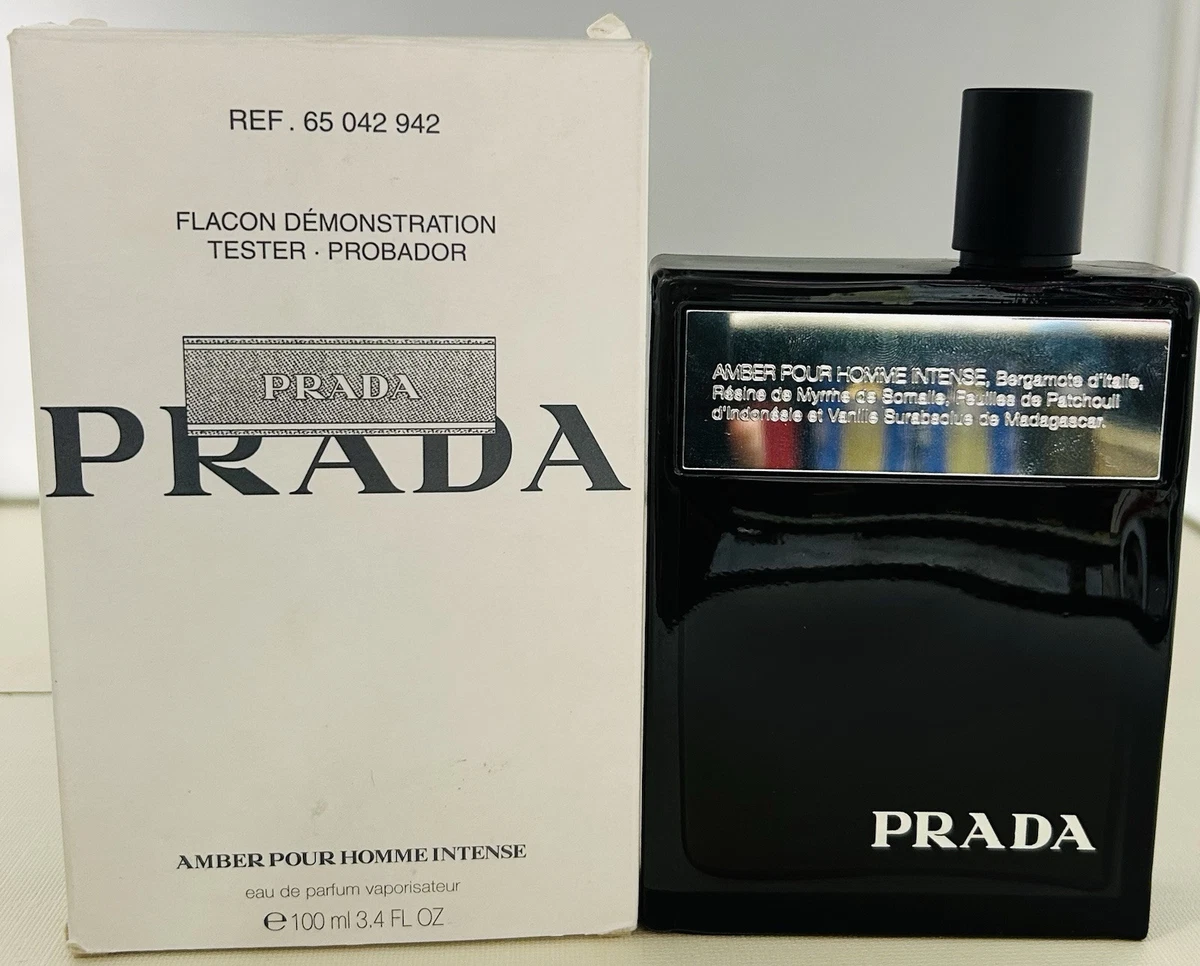 REF. 65 042 942
FLACON DÉMONSTRATION
TESTER · PROBADOR
PRADA
PRADA
AMBER POUR HOMME INTENSE
eau de parfum vaporisateur
℮ 100 ml 3.4 FL OZ
AMBER POUR HOMME INTENSE, Bergamote d'Italie,
Résine de Myrrhe de Somalie, Feuilles de Patchouli
d'Indonésie et Vanille Surabsolue de Madagascar.
PRADA